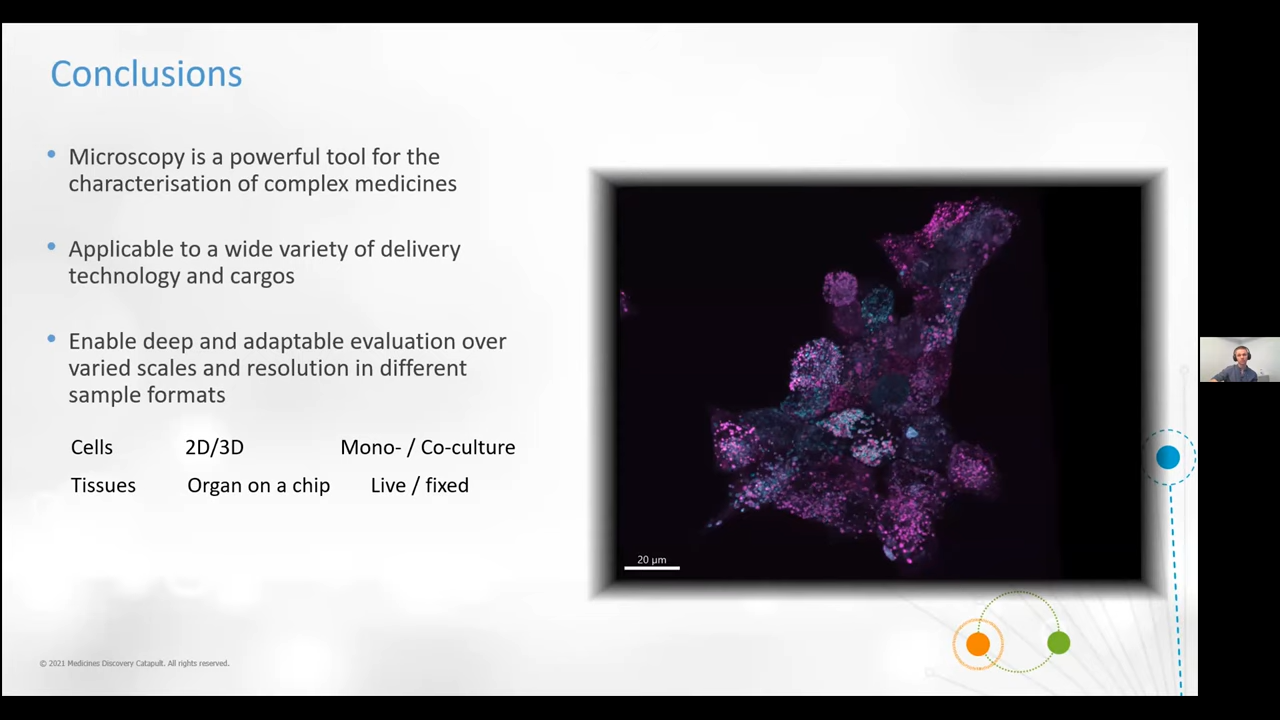 Conclusions
• Microscopy is a powerful tool for the
characterisation of complex medicines
• Applicable to a wide variety of delivery
technology and cargos
• Enable deep and adaptable evaluation over
varied scales and resolution in different
sample formats
Cells 2D/3D Mono- / Co-culture
Tissues Organ on a chip Live / fixed
20 µm
© 2021 Medicines Discovery Catapult. All rights reserved.